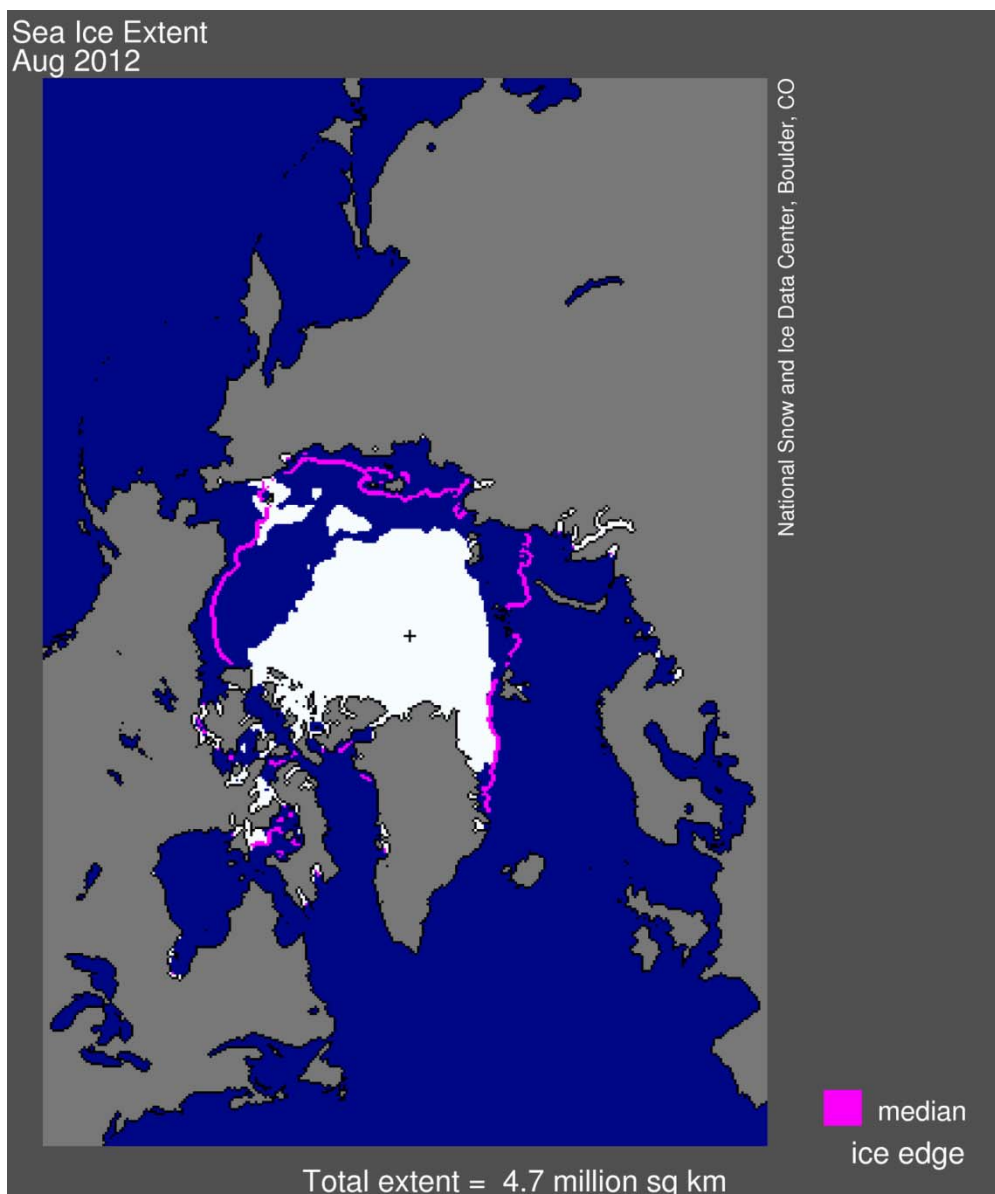 Sea Ice Extent
Aug 2012
National Snow and Ice Data Center, Boulder, CO
median
ice edge
Total extent = 4.7 million sq km